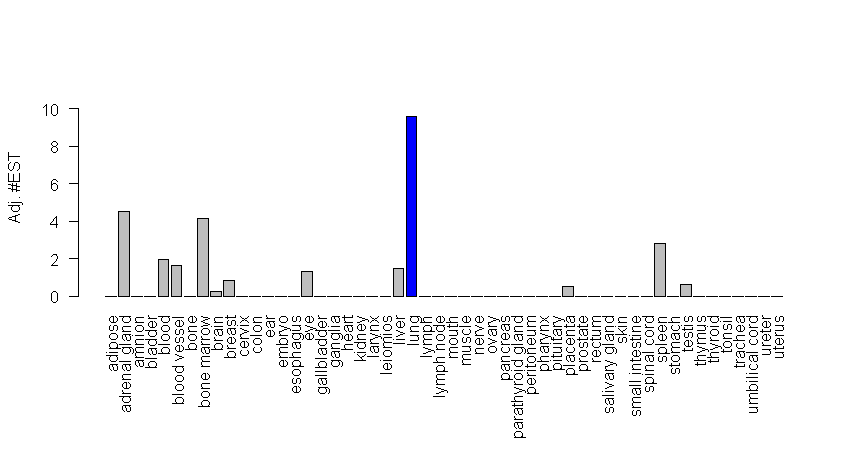 10
8
6
4
2
0
Adj. #EST
adipose
adrenal gland
amnion
bladder
blood
blood vessel
bone
bone marrow
brain
breast
cervix
colon
ear
embryo
esophagus
eye
gallbladder
ganglia
heart
kidney
larynx
leiomios
liver
lung
lymph
lymph node
mouth
muscle
nerve
ovary
pancreas
parathyroid gland
peritoneum
pharynx
pituitary
placenta
prostate
rectum
salivary gland
skin
small intestine
spinal cord
spleen
stomach
testis
thymus
thyroid
tonsil
trachea
umbilical cord
ureter
uterus